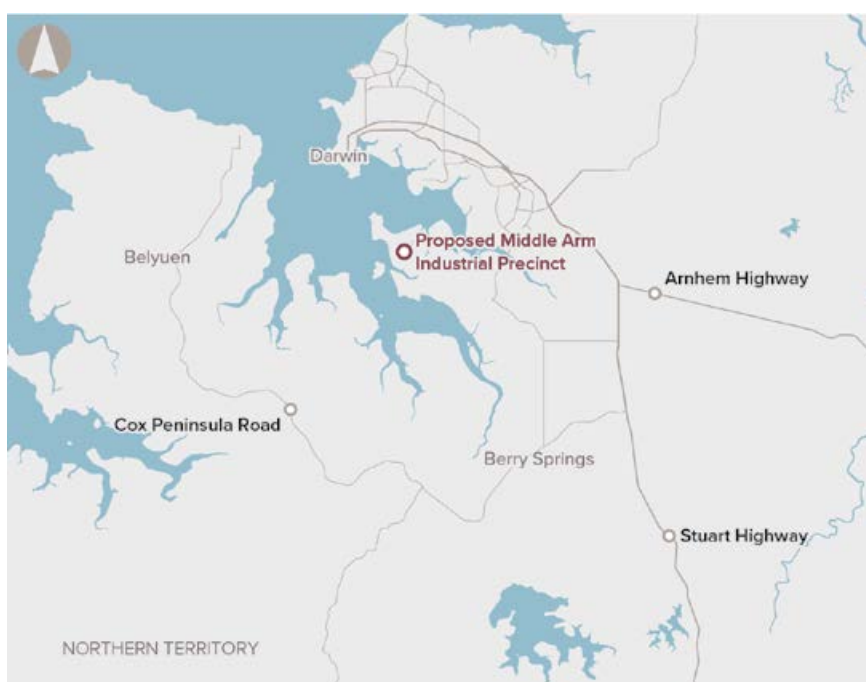 Darwin
Proposed Middle Arm
Industrial Precinct
Belyuen
Arnhem Highway
Cox Peninsula Road
Berry Springs
Stuart Highway
NORTHERN TERRITORY